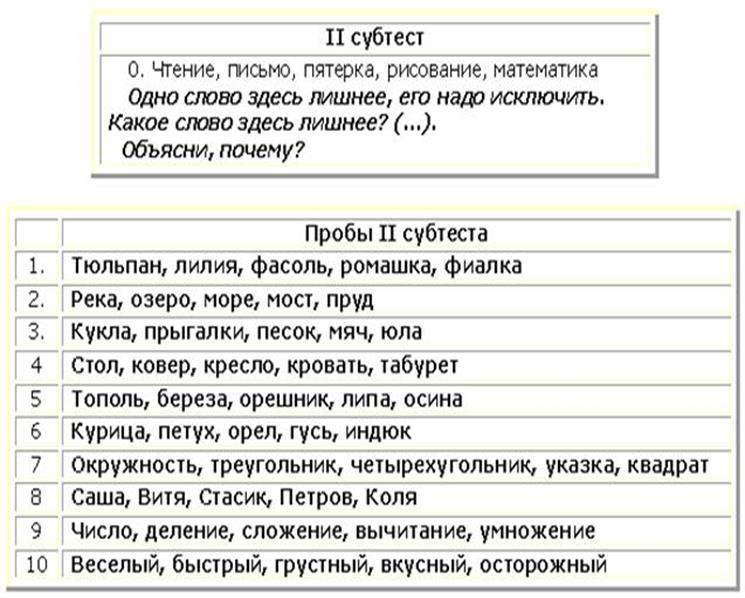 II субтест
0. Чтение, письмо, пятерка, рисование, математика
Одно слово здесь лишнее, его надо исключить.
Какое слово здесь лишнее? (...).
Объясни, почему?
Пробы II субтеста
1. Тюльпан, лилия, фасоль, ромашка, фиалка
2. Река, озеро, море, мост, пруд
3. Кукла, прыгалки, песок, мяч, юла
4 Стол, ковер, кресло, кровать, табурет
5 Тополь, береза, орешник, липа, осина
6 Курица, петух, орел, гусь, индюк
7 Окружность, треугольник, четырехугольник, указка, квадрат
8 Саша, Витя, Стасик, Петров, Коля
9 Число, деление, сложение, вычитание, умножение
10 Веселый, быстрый, грустный, вкусный, осторожный